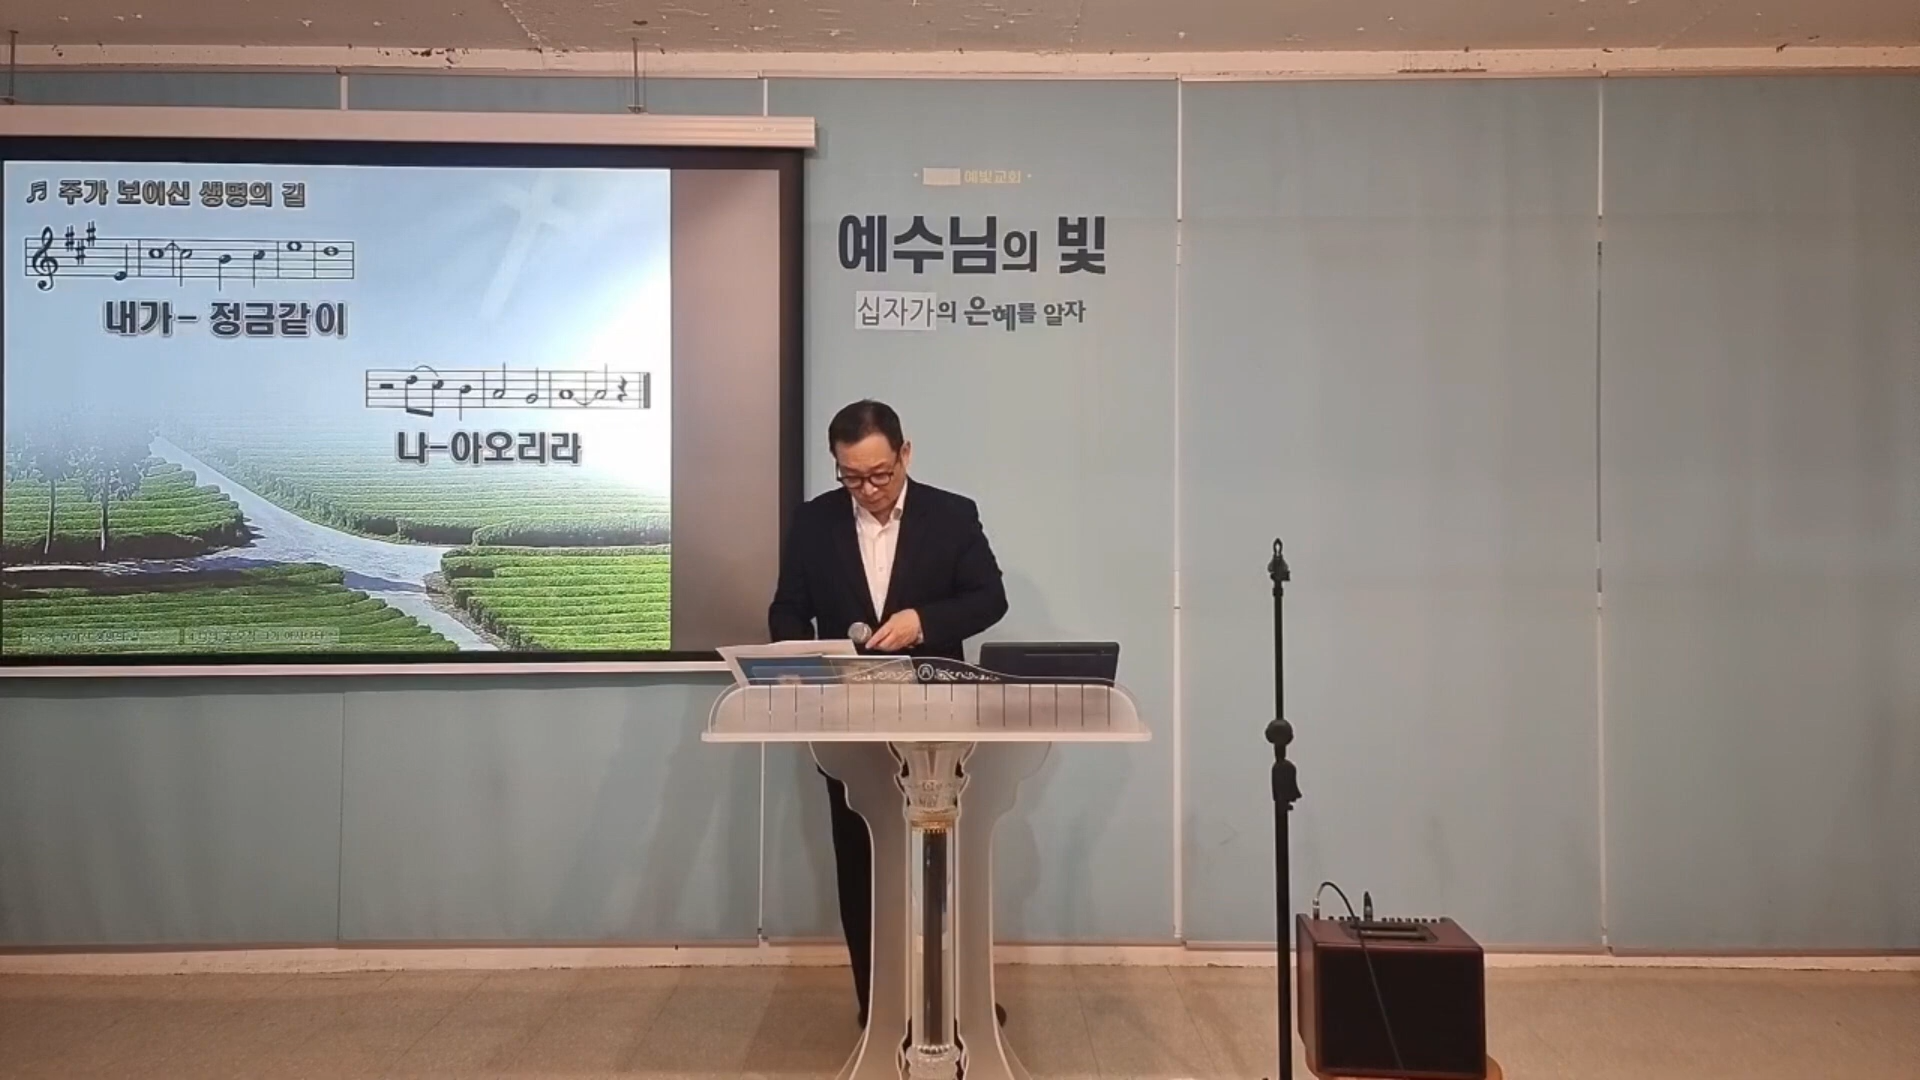 ♬ 주가 보이신 생명의 길
내가- 정금같이
나-아오리라
예빛교회
예수님의 빛
십자가의 은혜를 알자